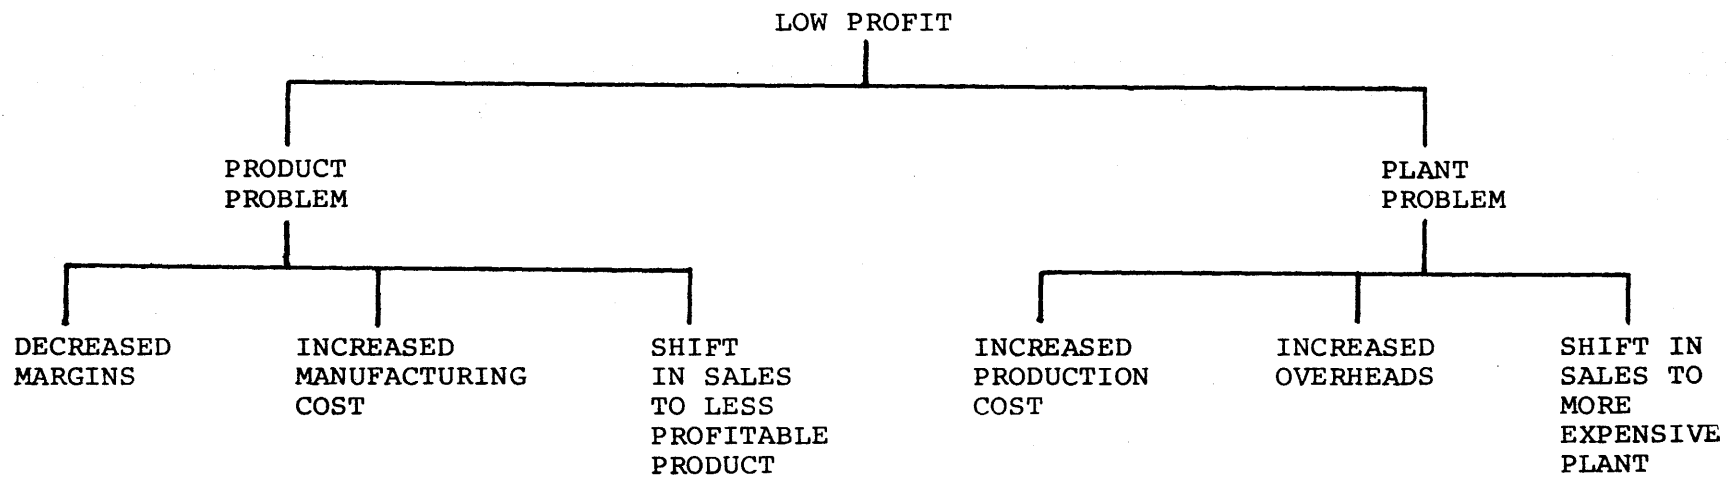 LOW PROFIT
PRODUCT
PROBLEM
PLANT
PROBLEM
DECREASED
MARGINS
INCREASED
MANUFACTURING
COST
SHIFT
IN SALES
TO LESS
PROFITABLE
PRODUCT
INCREASED
PRODUCTION
COST
INCREASED
OVERHEADS
SHIFT IN
SALES TO
MORE
EXPENSIVE
PLANT